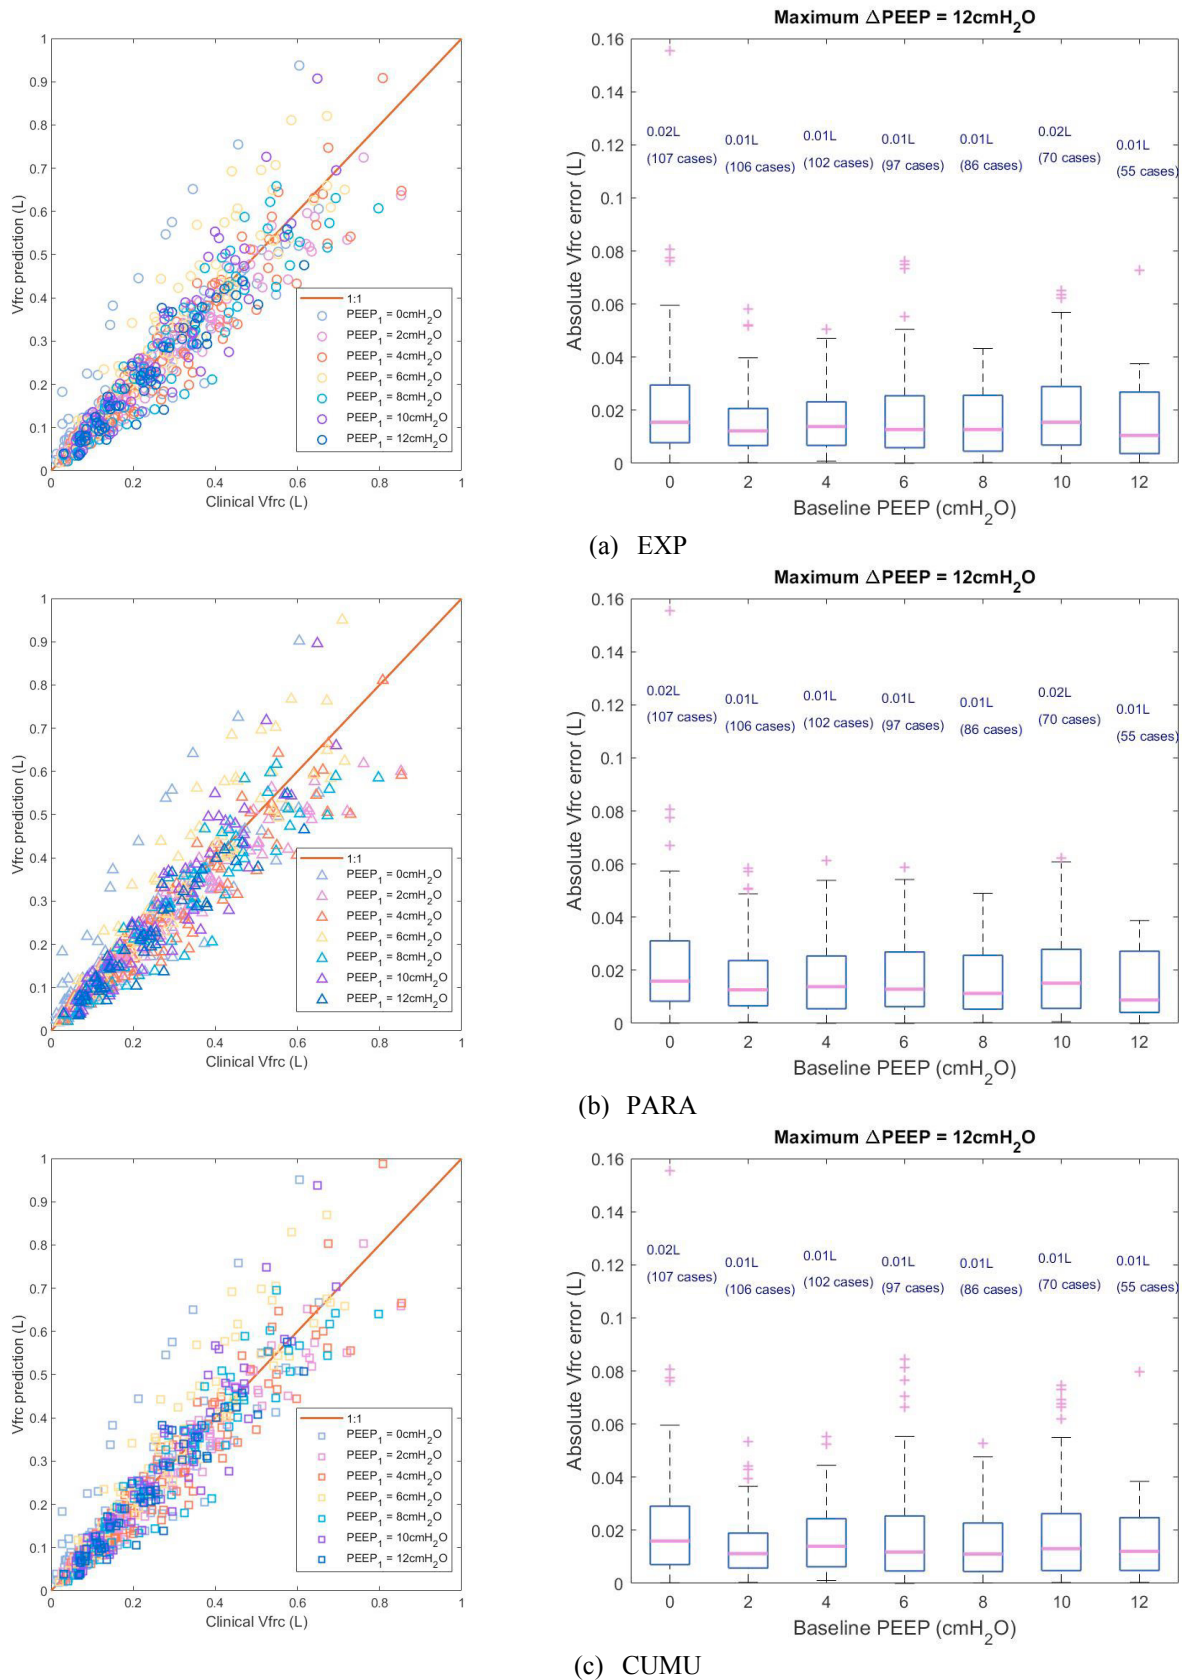 Maximum ΔPEEP = 12cmH2O
1
0.9
0.8
0.7
0.6
0.5
0.4
0.3
0.2
0.1
0
Vfrc prediction (L)
0 0.2 0.4 0.6 0.8 1
Clinical Vfrc (L)
1:1
PEEP1 = 0cmH2O
PEEP1 = 2cmH2O
PEEP1 = 4cmH2O
PEEP1 = 6cmH2O
PEEP1 = 8cmH2O
PEEP1 = 10cmH2O
PEEP1 = 12cmH2O
0.16
0.14
0.12
0.1
0.08
0.06
0.04
0.02
0
Absolute Vfrc error (L)
0.02L 0.01L 0.01L 0.01L 0.01L 0.02L 0.01L
(107 cases) (106 cases) (102 cases) (97 cases) (86 cases) (70 cases) (55 cases)
0 2 4 6 8 10 12
Baseline PEEP (cmH2O)
(a) EXP
Maximum ΔPEEP = 12cmH2O
1
0.9
0.8
0.7
0.6
0.5
0.4
0.3
0.2
0.1
0
Vfrc prediction (L)
0 0.2 0.4 0.6 0.8 1
Clinical Vfrc (L)
1:1
PEEP1 = 0cmH2O
PEEP1 = 2cmH2O
PEEP1 = 4cmH2O
PEEP1 = 6cmH2O
PEEP1 = 8cmH2O
PEEP1 = 10cmH2O
PEEP1 = 12cmH2O
0.16
0.14
0.12
0.1
0.08
0.06
0.04
0.02
0
Absolute Vfrc error (L)
0.02L 0.01L 0.01L 0.01L 0.01L 0.02L 0.01L
(107 cases) (106 cases) (102 cases) (97 cases) (86 cases) (70 cases) (55 cases)
0 2 4 6 8 10 12
Baseline PEEP (cmH2O)
(b) PARA
Maximum ΔPEEP = 12cmH2O
1
0.9
0.8
0.7
0.6
0.5
0.4
0.3
0.2
0.1
0
Vfrc prediction (L)
0 0.2 0.4 0.6 0.8 1
Clinical Vfrc (L)
1:1
PEEP1 = 0cmH2O
PEEP1 = 2cmH2O
PEEP1 = 4cmH2O
PEEP1 = 6cmH2O
PEEP1 = 8cmH2O
PEEP1 = 10cmH2O
PEEP1 = 12cmH2O
0.16
0.14
0.12
0.1
0.08
0.06
0.04
0.02
0
Absolute Vfrc error (L)
0.02L 0.01L 0.01L 0.01L 0.01L 0.01L 0.01L
(107 cases) (106 cases) (102 cases) (97 cases) (86 cases) (70 cases) (55 cases)
0 2 4 6 8 10 12
Baseline PEEP (cmH2O)
(c) CUMU